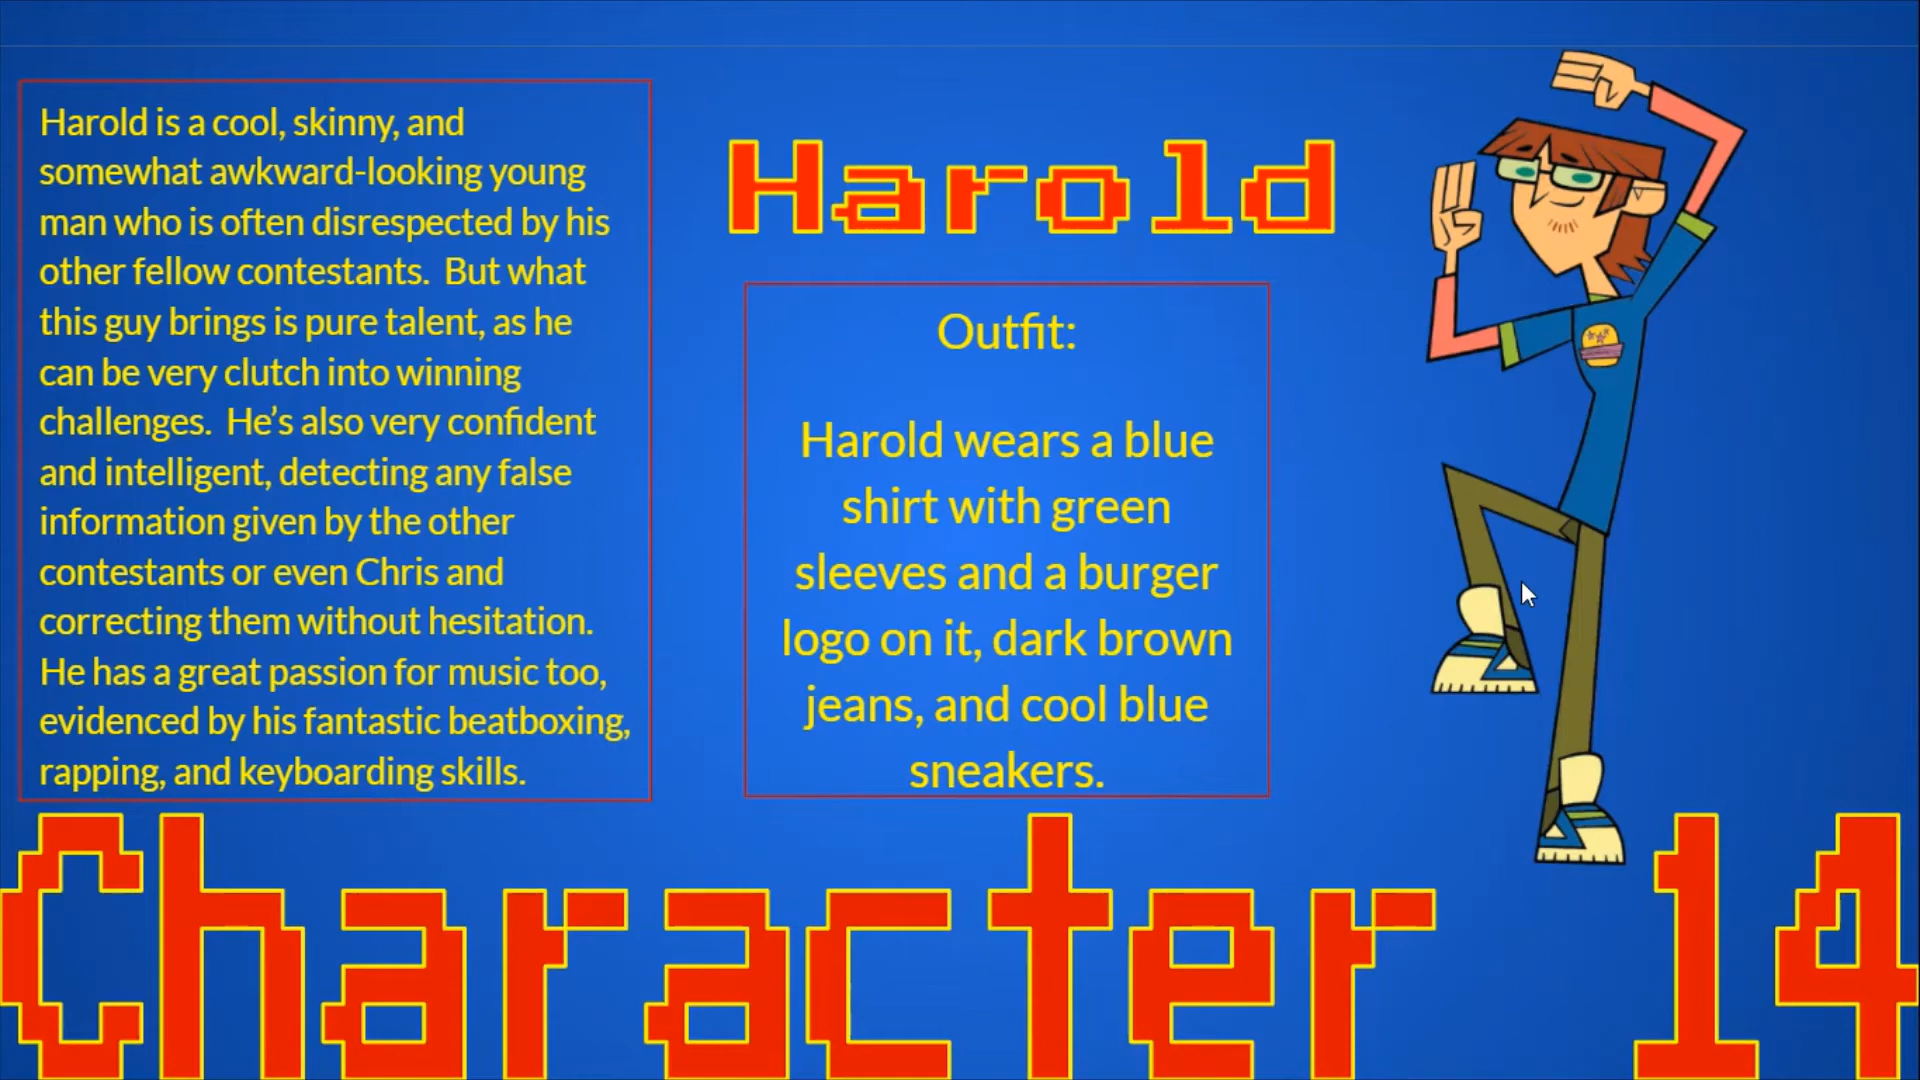 Harold is a cool, skinny, and
somewhat awkward-looking young
man who is often disrespected by his
other fellow contestants.  But what
this guy brings is pure talent, as he
can be very clutch into winning
challenges.  He’s also very confident
and intelligent, detecting any false
information given by the other
contestants or even Chris and
correcting them without hesitation.
He has a great passion for music too,
evidenced by his fantastic beatboxing,
rapping, and keyboarding skills.
Harold
Outfit:
Harold wears a blue
shirt with green
sleeves and a burger
logo on it, dark brown
jeans, and cool blue
sneakers.
Character 14